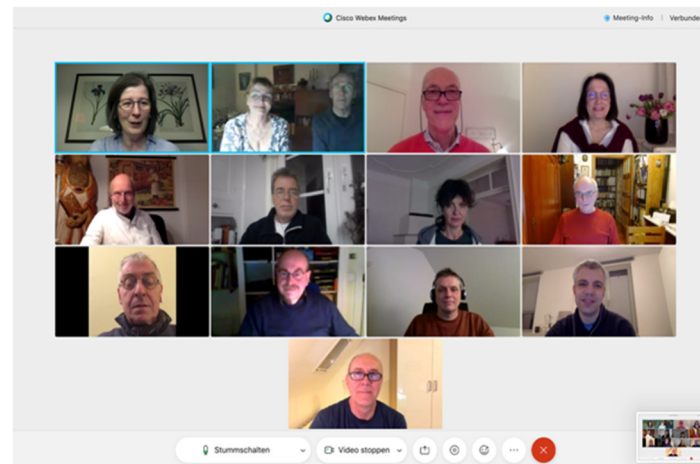 Cisco Webex Meetings
Meeting-Info
Verbunde
Stummschalten
Video stoppen